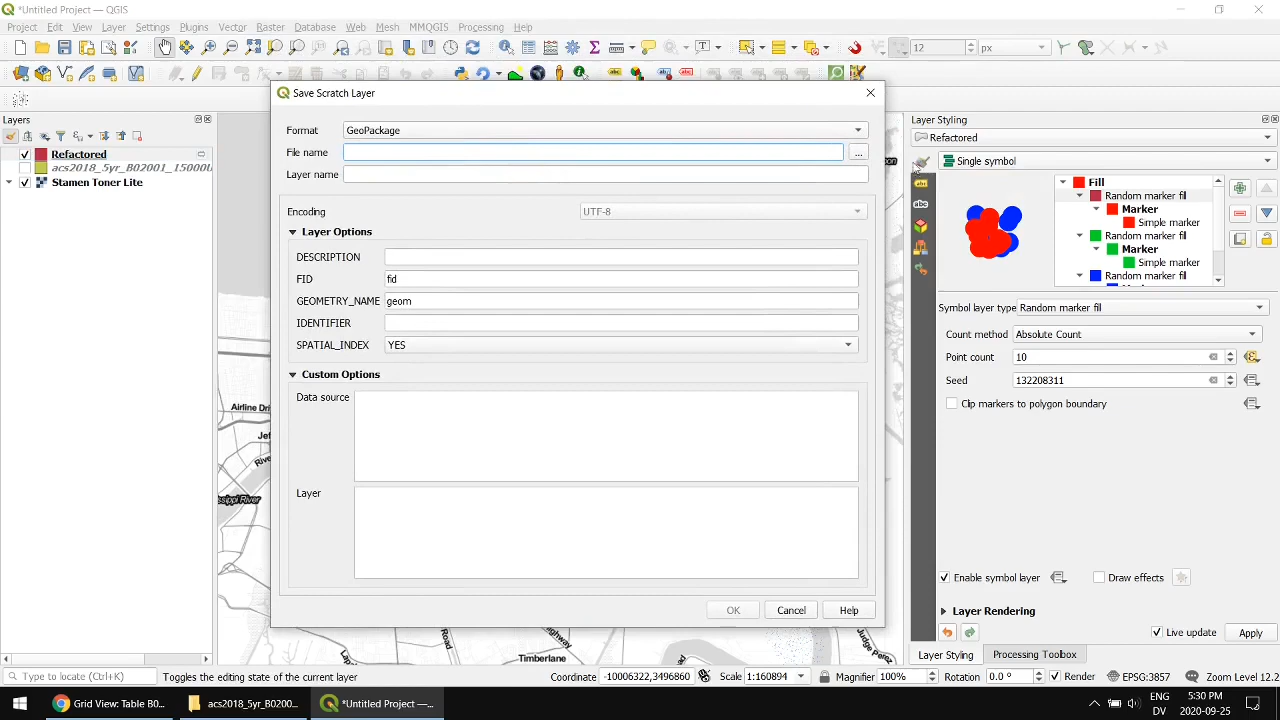 *Untitled Project — QGIS
Project Edit View Layer Settings Plugins Vector Raster Database Web Mesh MMQGIS Processing Help
12 px
Save Scratch Layer
Format GeoPackage
File name ...
Layer name
Encoding UTF-8
Layer Options
DESCRIPTION
FID fid
GEOMETRY_NAME geom
IDENTIFIER
SPATIAL_INDEX YES
Custom Options
Data source
Layer
OK Cancel Help
Layers
Refactored
acs2018_5yr_B02001_15000U
Stamen Toner Lite
Airline Dri
Jef
River
ssippi River
Road
ighway
Timberlane
Judge Perez
Layer Styling
Refactored
Single symbol
Fill
Random marker fil
Marker
Simple marker
Random marker fil
Marker
Simple marker
Random marker fil
Symbol layer type Random marker fill
Count method Absolute Count
Point count 10
Seed 132208311
Clip markers to polygon boundary
Enable symbol layer Draw effects
Layer Rendering
Live update Apply
Layer Styling Processing Toolbox
Type to locate (Ctrl+K) Toggles the editing state of the current layer Coordinate -10006322,3496860 Scale 1:160894 Magnifier 100% Rotation 0.0 ° Render EPSG:3857 Zoom Level 12.2
Grid View: Table B0... acs2018_5yr_B0200... *Untitled Project —...
ENG DV 5:30 PM 2020-09-25